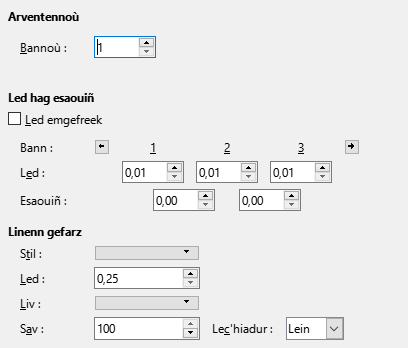 Arventennoù
Bannoù : 1
Led hag esaouiñ
Led emgefreek
Bann : 1 2 3
Led : 0,01 0,01 0,01
Esaouiñ : 0,00 0,00
Linenn gefarz
Stil :
Led : 0,25
Liv :
Sav : 100 Lec'hiadur : Lein